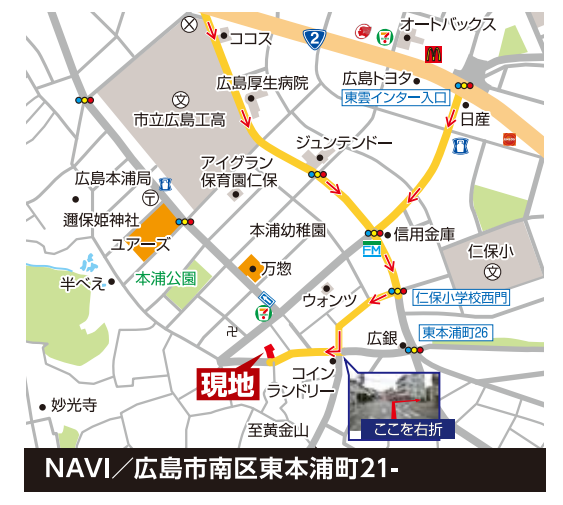 オートバックス
ココス
2
7
広島トヨタ
広島厚生病院
東雲インター入口
文
日産
市立広島工高
ジュンテンドー
アイグラン
保育園仁保
広島本浦局
邇保姫神社
本浦幼稚園
信用金庫
ユアーズ
FM
仁保小
万惣
文
半べえ
本浦公園
ウォンツ
仁保小学校西門
7
卍
広銀
東本浦町26
現地
コイン
ランドリー
妙光寺
ここを右折
至黄金山
NAVI／広島市南区東本浦町21-